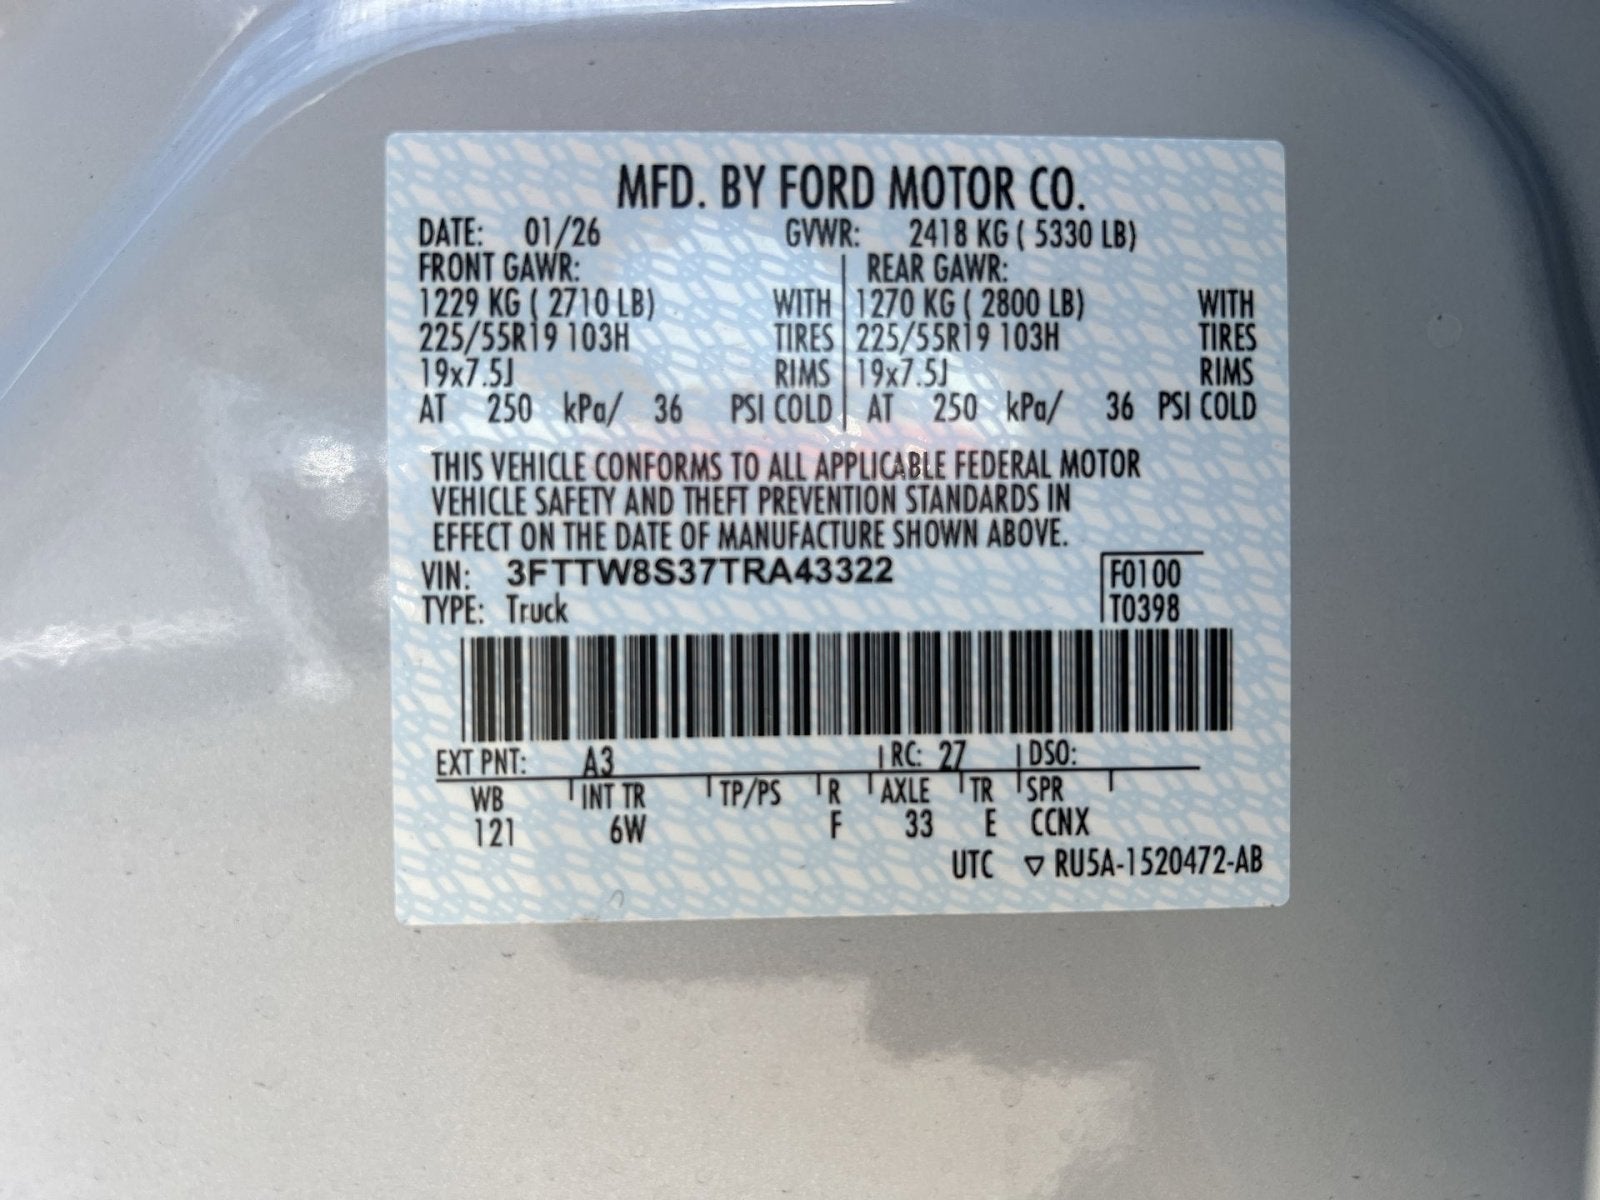 MFD. BY FORD MOTOR CO.
DATE: 01/26 GVWR: 2418 KG ( 5330 LB)
FRONT GAWR: REAR GAWR:
1229 KG ( 2710 LB) WITH 1270 KG ( 2800 LB) WITH
225/55R19 103H TIRES 225/55R19 103H TIRES
19x7.5J RIMS 19x7.5J RIMS
AT 250 kPa/ 36 PSI COLD AT 250 kPa/ 36 PSI COLD
THIS VEHICLE CONFORMS TO ALL APPLICABLE FEDERAL MOTOR
VEHICLE SAFETY AND THEFT PREVENTION STANDARDS IN
EFFECT ON THE DATE OF MANUFACTURE SHOWN ABOVE.
VIN: 3FTTW8S37TRA43322 F0100
TYPE: Truck T0398
EXT PNT: A3 RC: 27 DSO:
WB INT TR TP/PS R AXLE TR SPR
121 6W F 33 E CCNX
UTC ▽ RU5A-1520472-AB